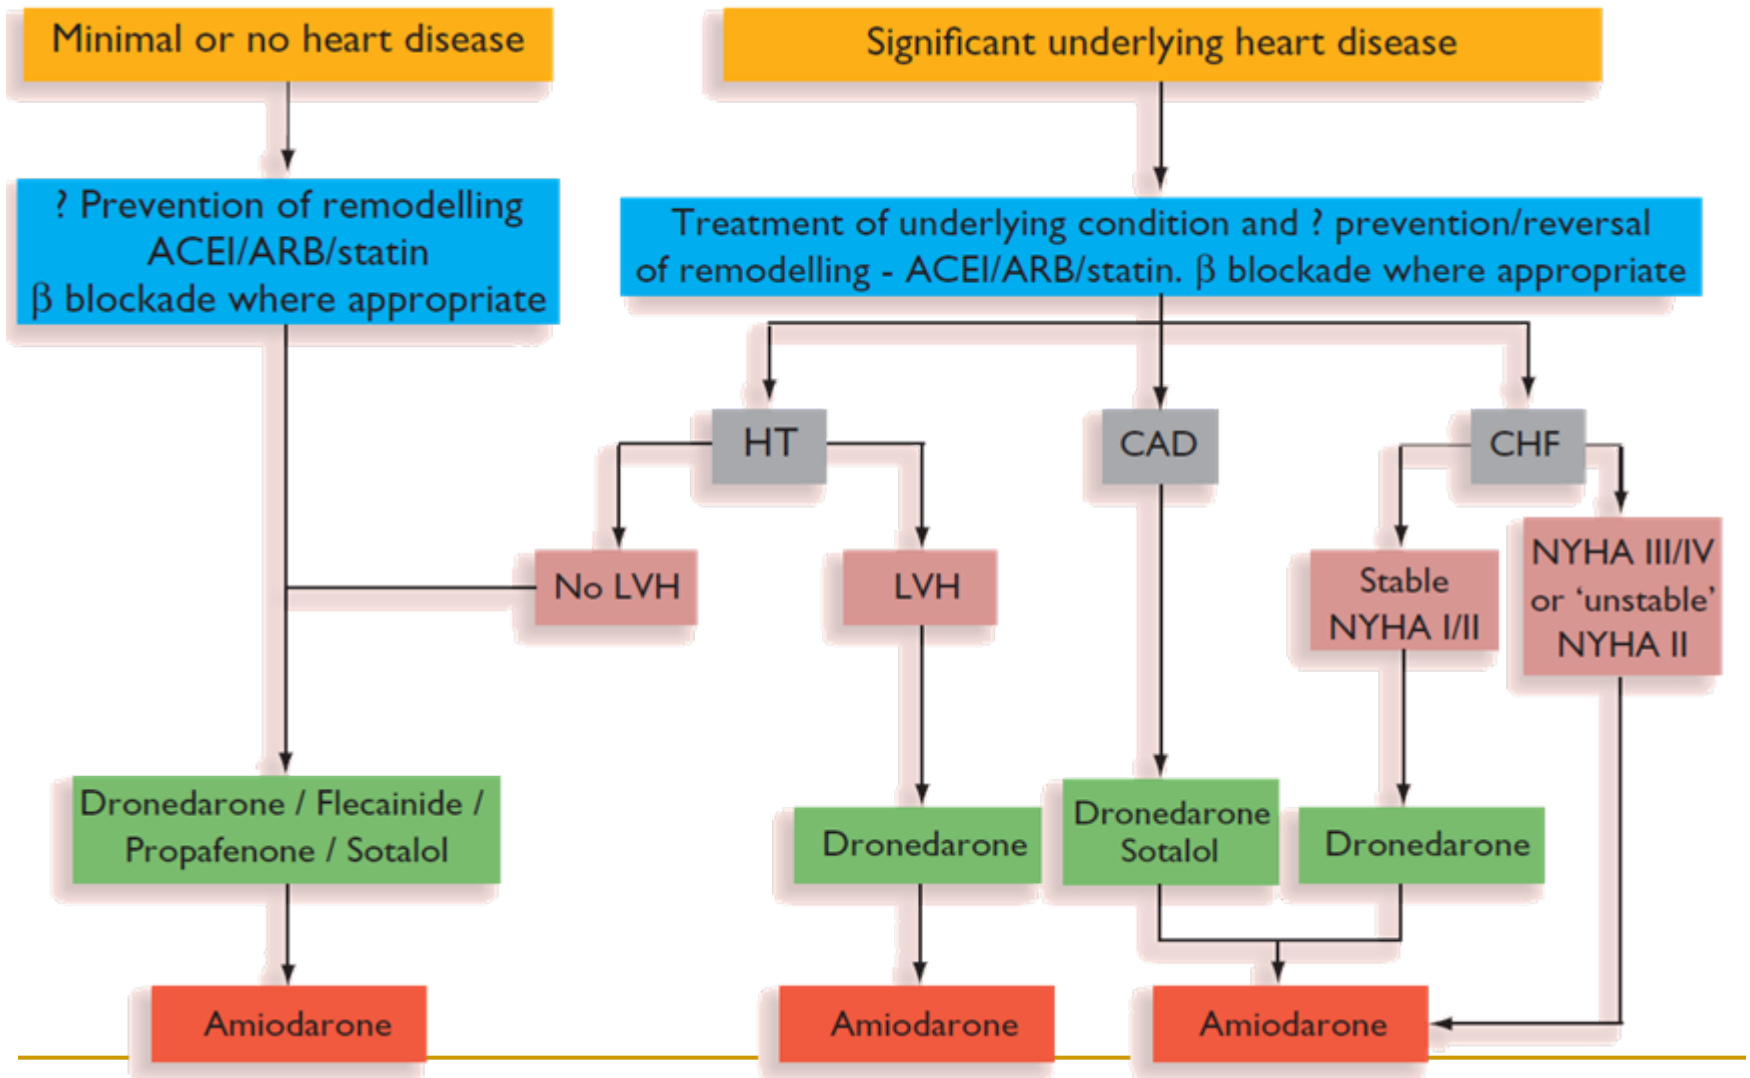 Minimal or no heart disease
Significant underlying heart disease
? Prevention of remodelling
ACEI/ARB/statin
β blockade where appropriate
Treatment of underlying condition and ? prevention/reversal
of remodelling - ACEI/ARB/statin. β blockade where appropriate
HT
CAD
CHF
No LVH
LVH
Stable
NYHA I/II
NYHA III/IV
or ‘unstable’
NYHA II
Dronedarone / Flecainide /
Propafenone / Sotalol
Dronedarone
Dronedarone
Sotalol
Dronedarone
Amiodarone
Amiodarone
Amiodarone